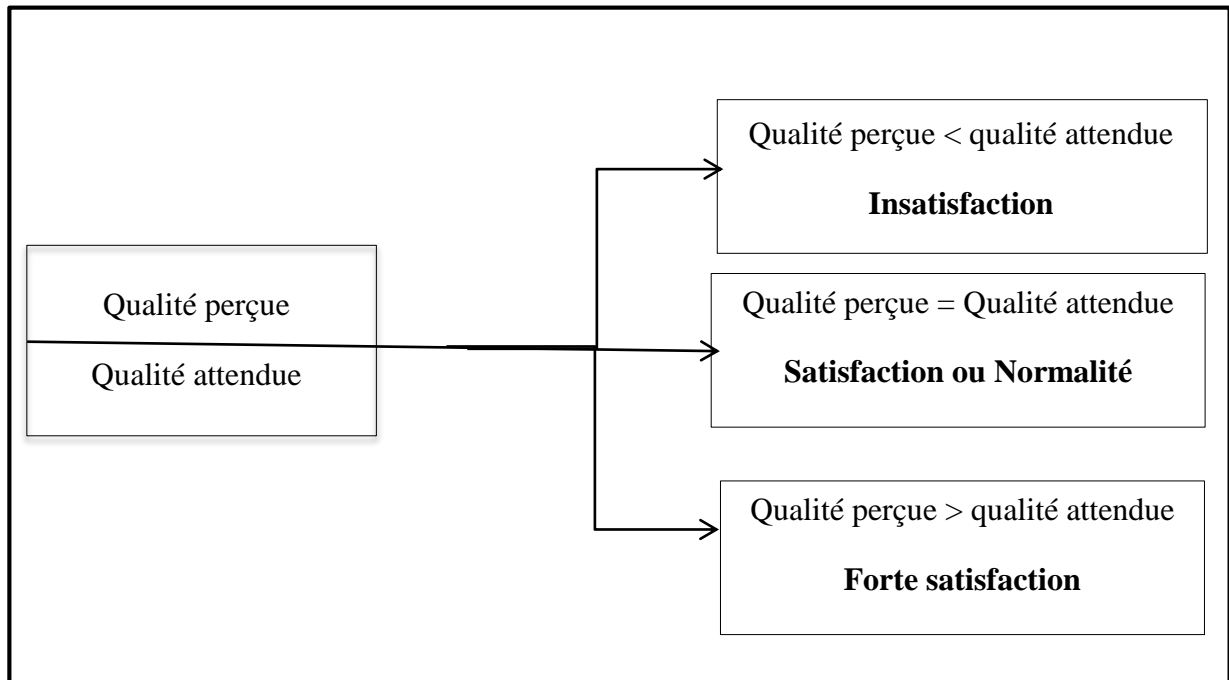 Qualité perçue
Qualité attendue
Qualité perçue < qualité attendue
Insatisfaction
Qualité perçue = Qualité attendue
Satisfaction ou Normalité
Qualité perçue > qualité attendue
Forte satisfaction